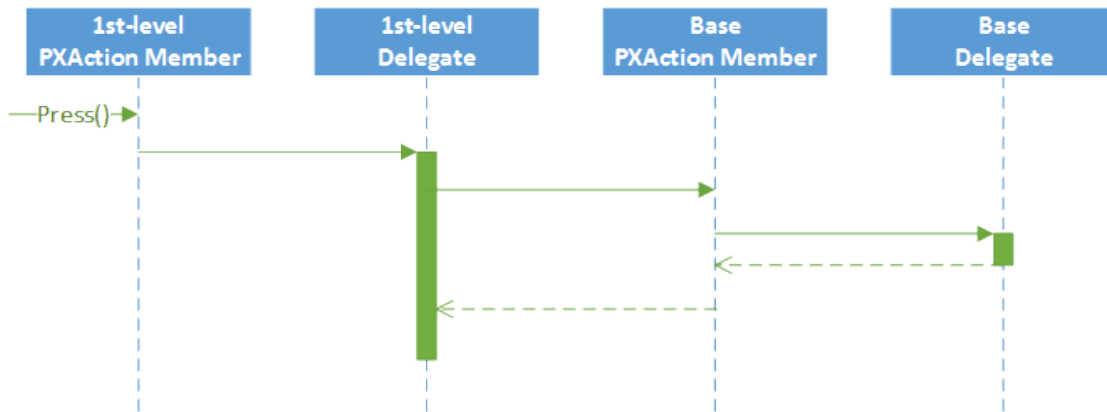 1st-level
PXAction Member
1st-level
Delegate
Base
PXAction Member
Base
Delegate
Press()